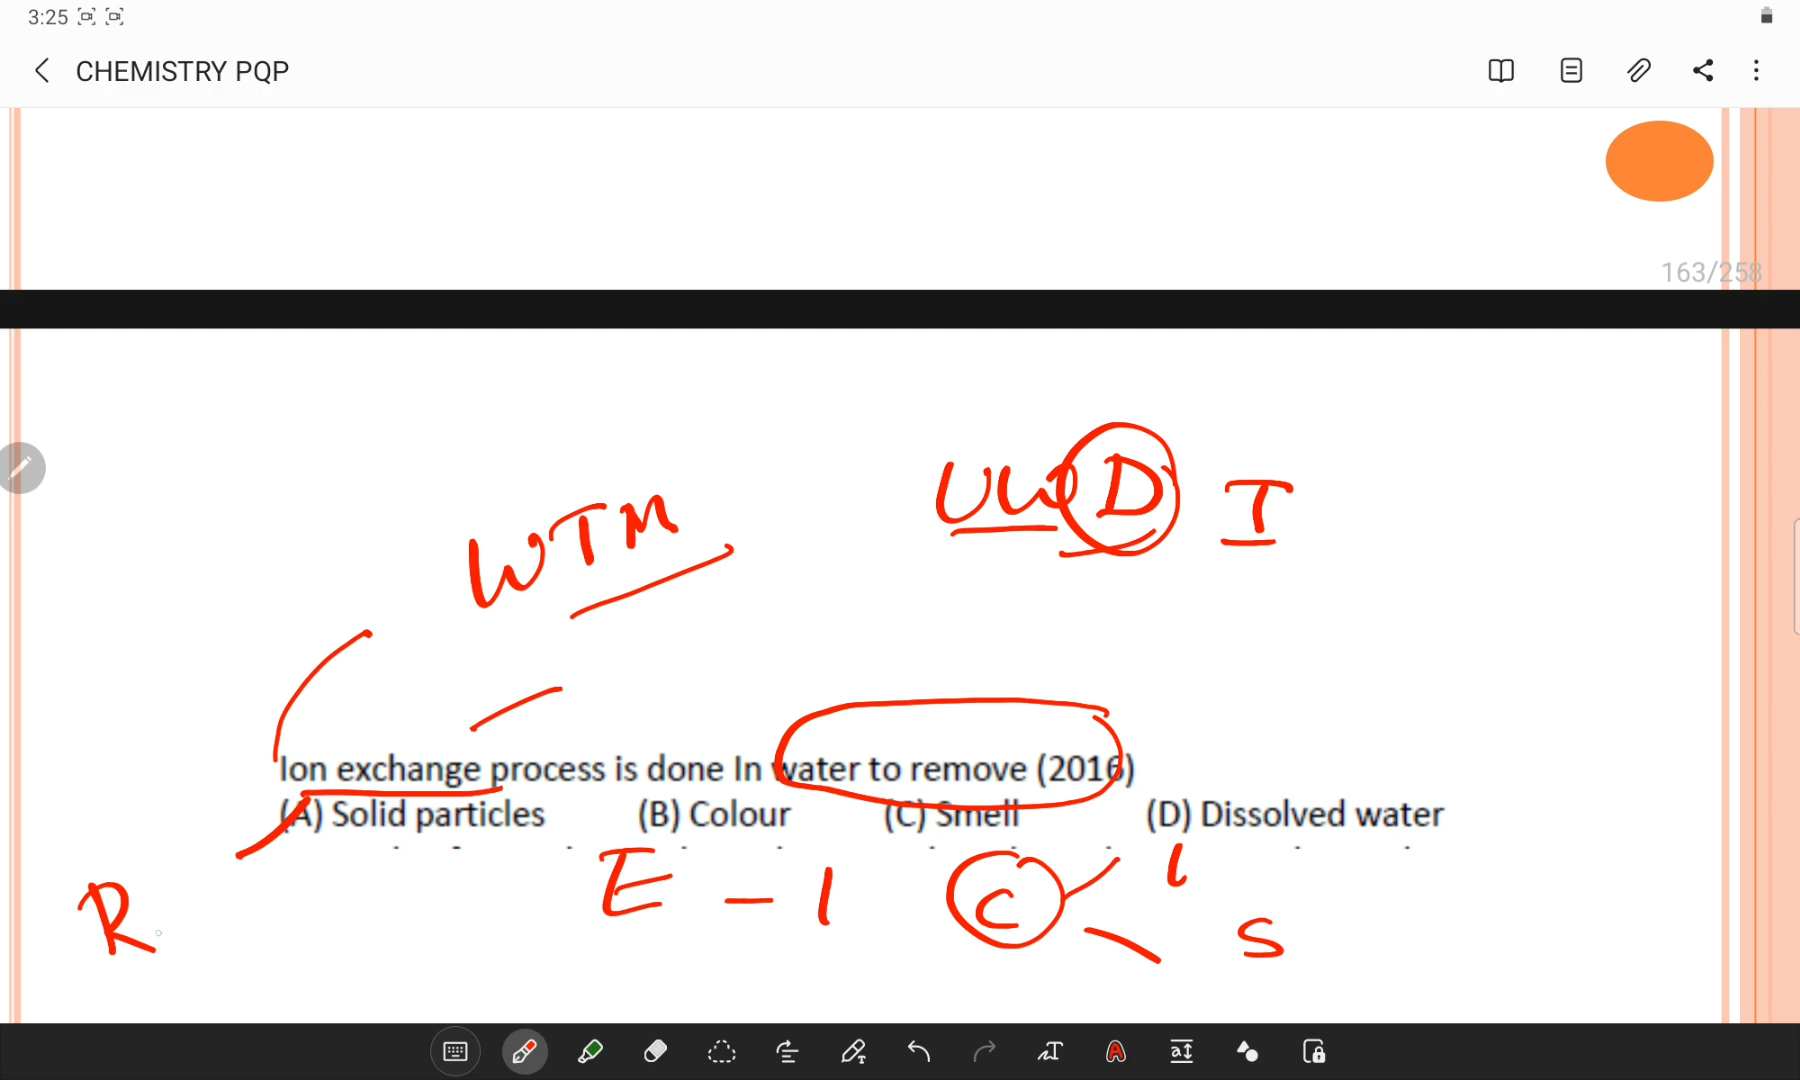 3:25
CHEMISTRY PQP
163/258
WTM
D I
Ion exchange process is done In water to remove (2016)
(A) Solid particles (B) Colour (C) Smell (D) Dissolved water
E - 1 C
S
R